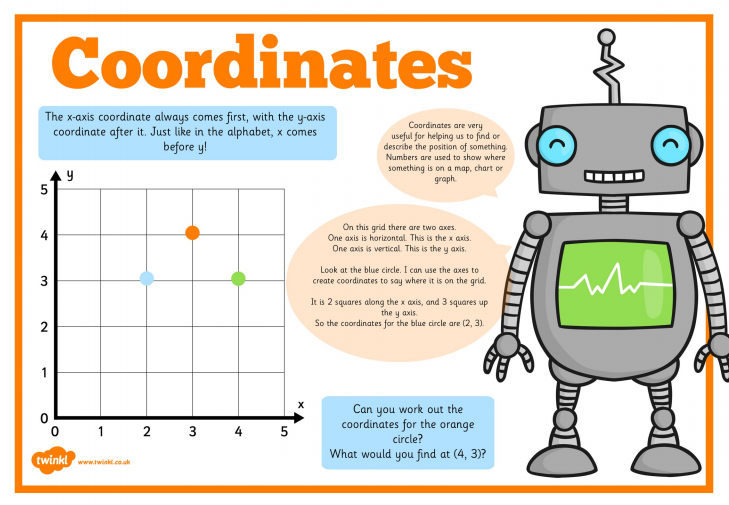 Coordinates
The x-axis coordinate always comes first, with the y-axis
coordinate after it. Just like in the alphabet, x comes
before y!
Coordinates are very
useful for helping us to find or
describe the position of something.
Numbers are used to show where
something is on a map, chart or
graph.
y
5
4
3
2
1
0
0 1 2 3 4 5
x
On this grid there are two axes.
One axis is horizontal. This is the x axis.
One axis is vertical. This is the y axis.
Look at the blue circle. I can use the axes to
create coordinates to say where it is on the grid.
It is 2 squares along the x axis, and 3 squares up
the y axis.
So the coordinates for the blue circle are (2, 3).
Can you work out the
coordinates for the orange
circle?
What would you find at (4, 3)?
twinkl
www.twinkl.co.uk